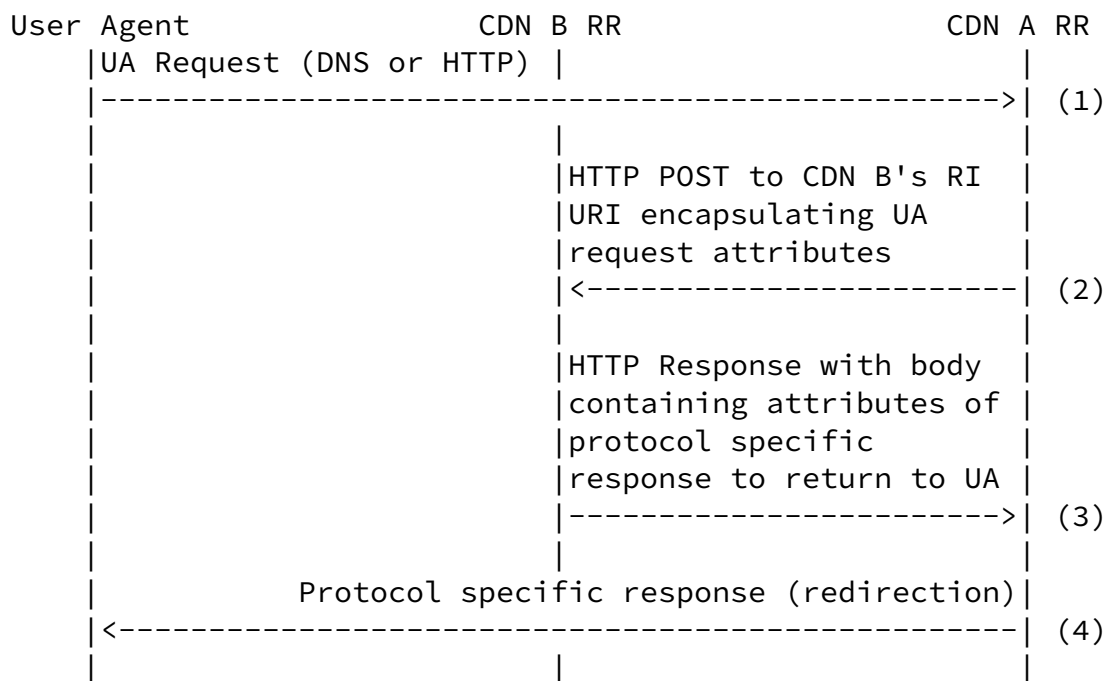 User Agent CDN B RR CDN A RR
UA Request (DNS or HTTP)
(1)
HTTP POST to CDN B's RI
URI encapsulating UA
request attributes
(2)
HTTP Response with body
containing attributes of
protocol specific
response to return to UA
(3)
Protocol specific response (redirection)
(4)